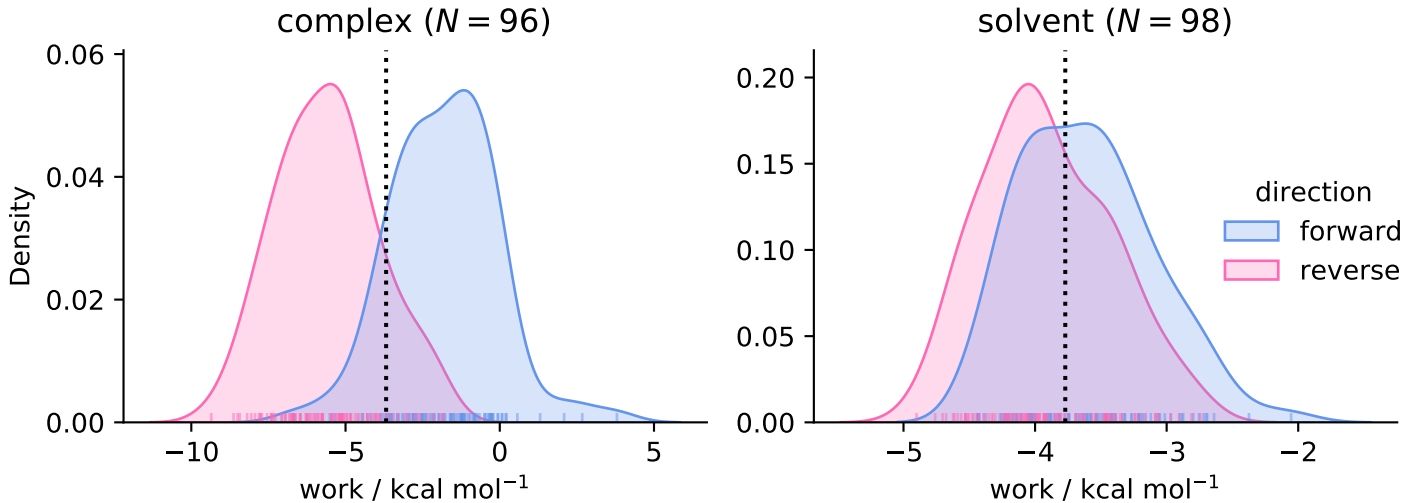 complex (N = 96)
0.06
0.04
0.02
0.00
Density
−10
−5
0
5
work / kcal mol⁻¹
solvent (N = 98)
0.20
0.15
0.10
0.05
0.00
−5
−4
−3
−2
work / kcal mol⁻¹
direction
forward
reverse